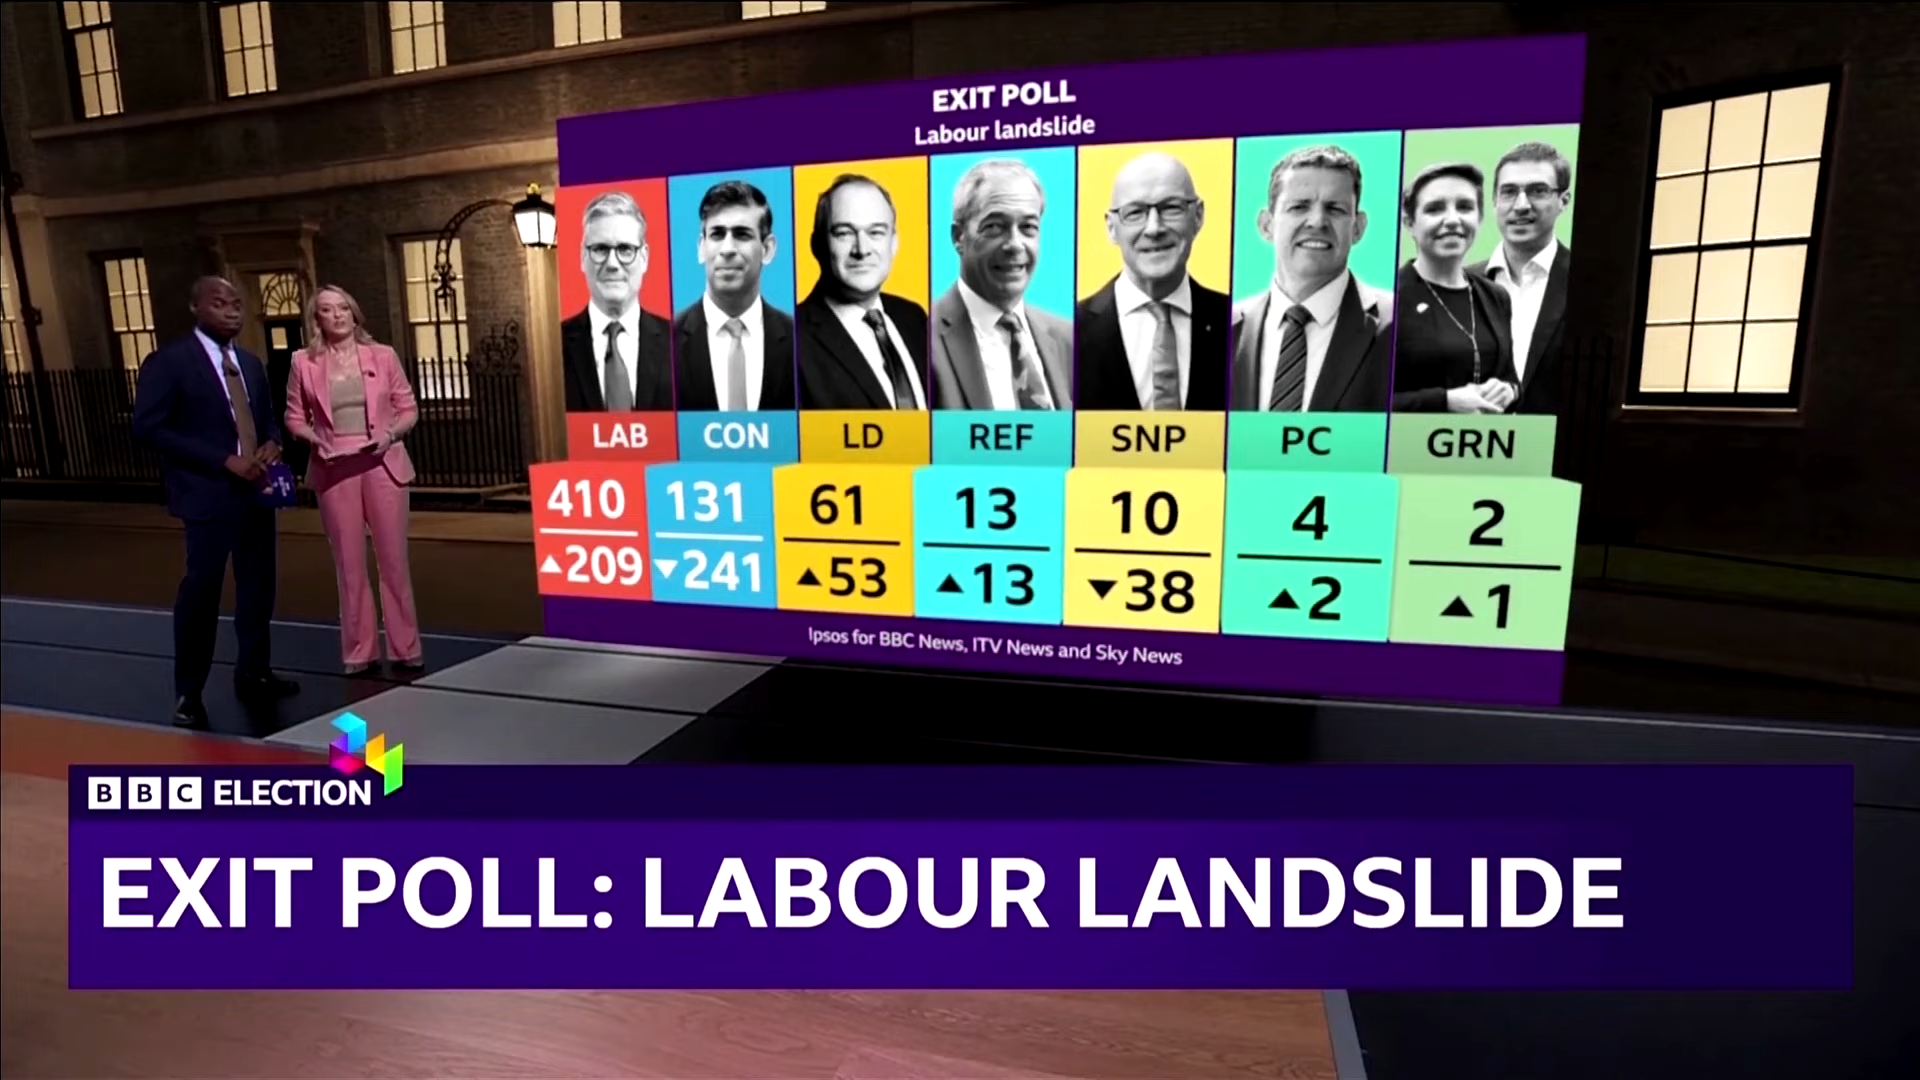 EXIT POLL
Labour landslide
LAB CON LD REF SNP PC GRN
410 131 61 13 10 4 2
▲209 ▼241 ▲53 ▲13 ▼38 ▲2 ▲1
Ipsos for BBC News, ITV News and Sky News
BBC ELECTION
EXIT POLL: LABOUR LANDSLIDE